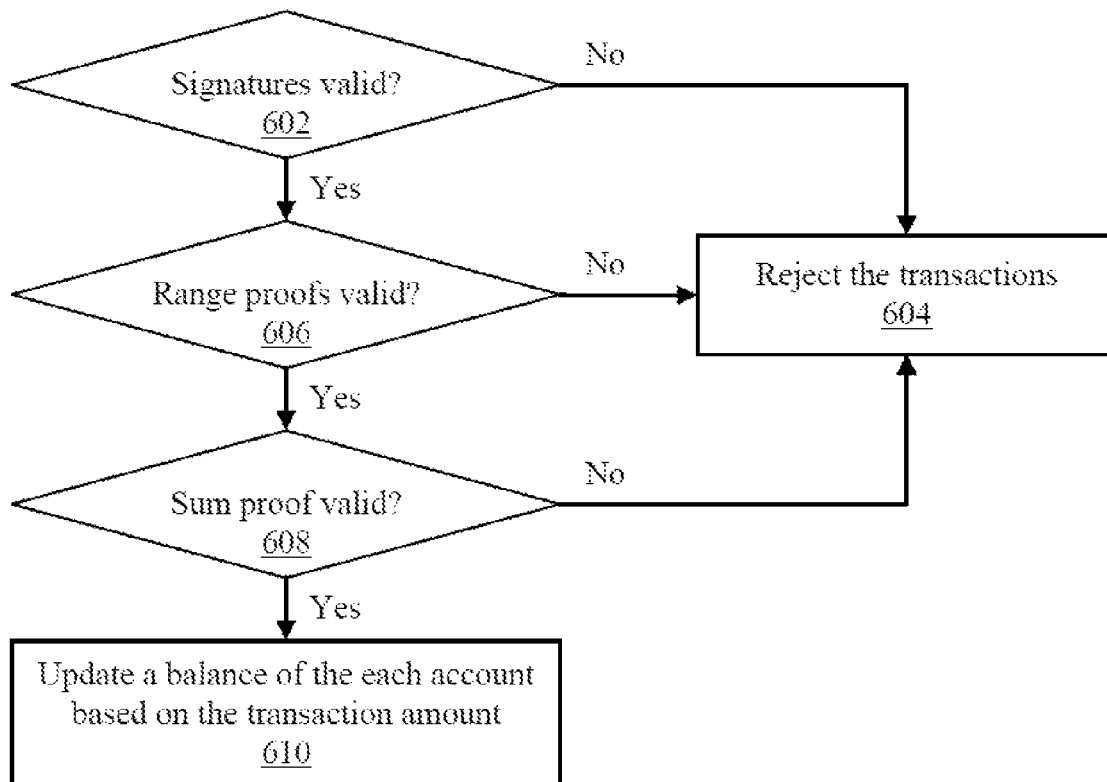 Signatures valid?
602
No
Yes
Range proofs valid?
606
No
Reject the transactions
604
Yes
Sum proof valid?
608
No
Yes
Update a balance of the each account
based on the transaction amount
610